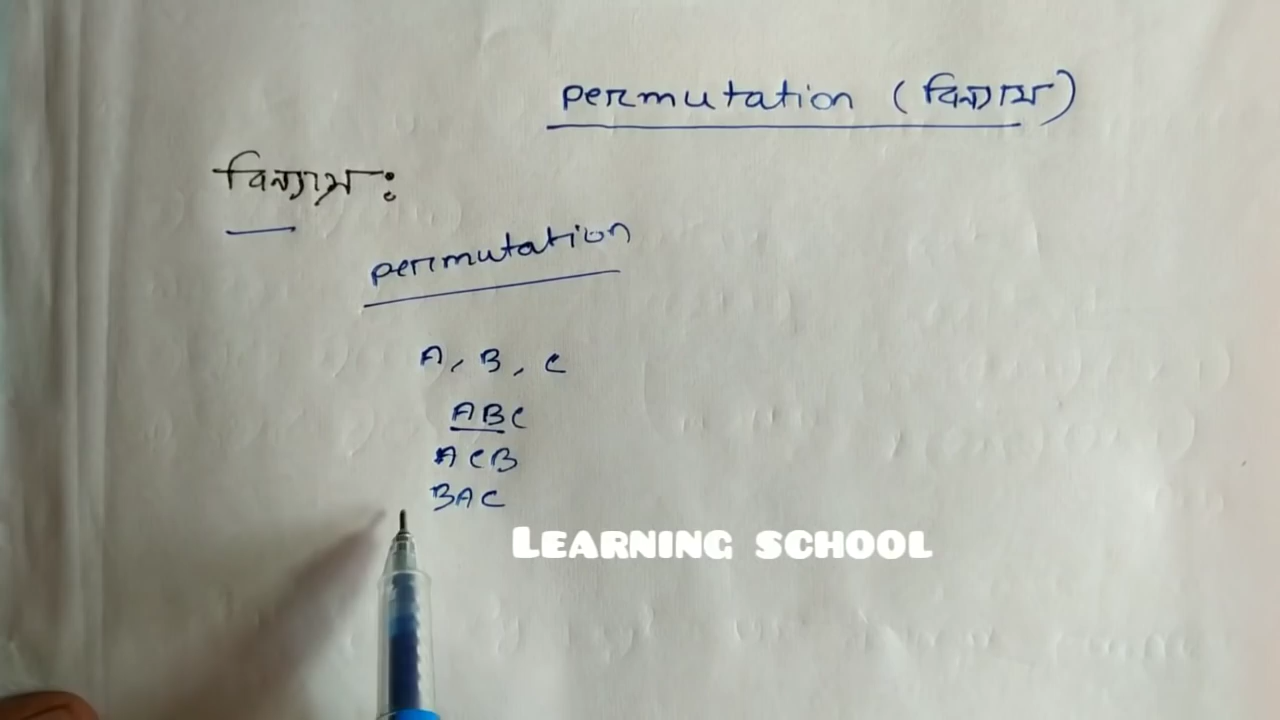 permutation (বিন্যাস)
বিন্যাস :
permutation
A, B, C
ABC
ACB
BAC
LEARNING SCHOOL